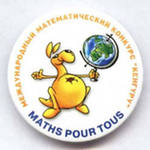 МЕЖДУНАРОДНЫЙ МАТЕМАТИЧЕСКИЙ КОНКУРС "КЕНГУРУ"
MATHS POUR TOUS